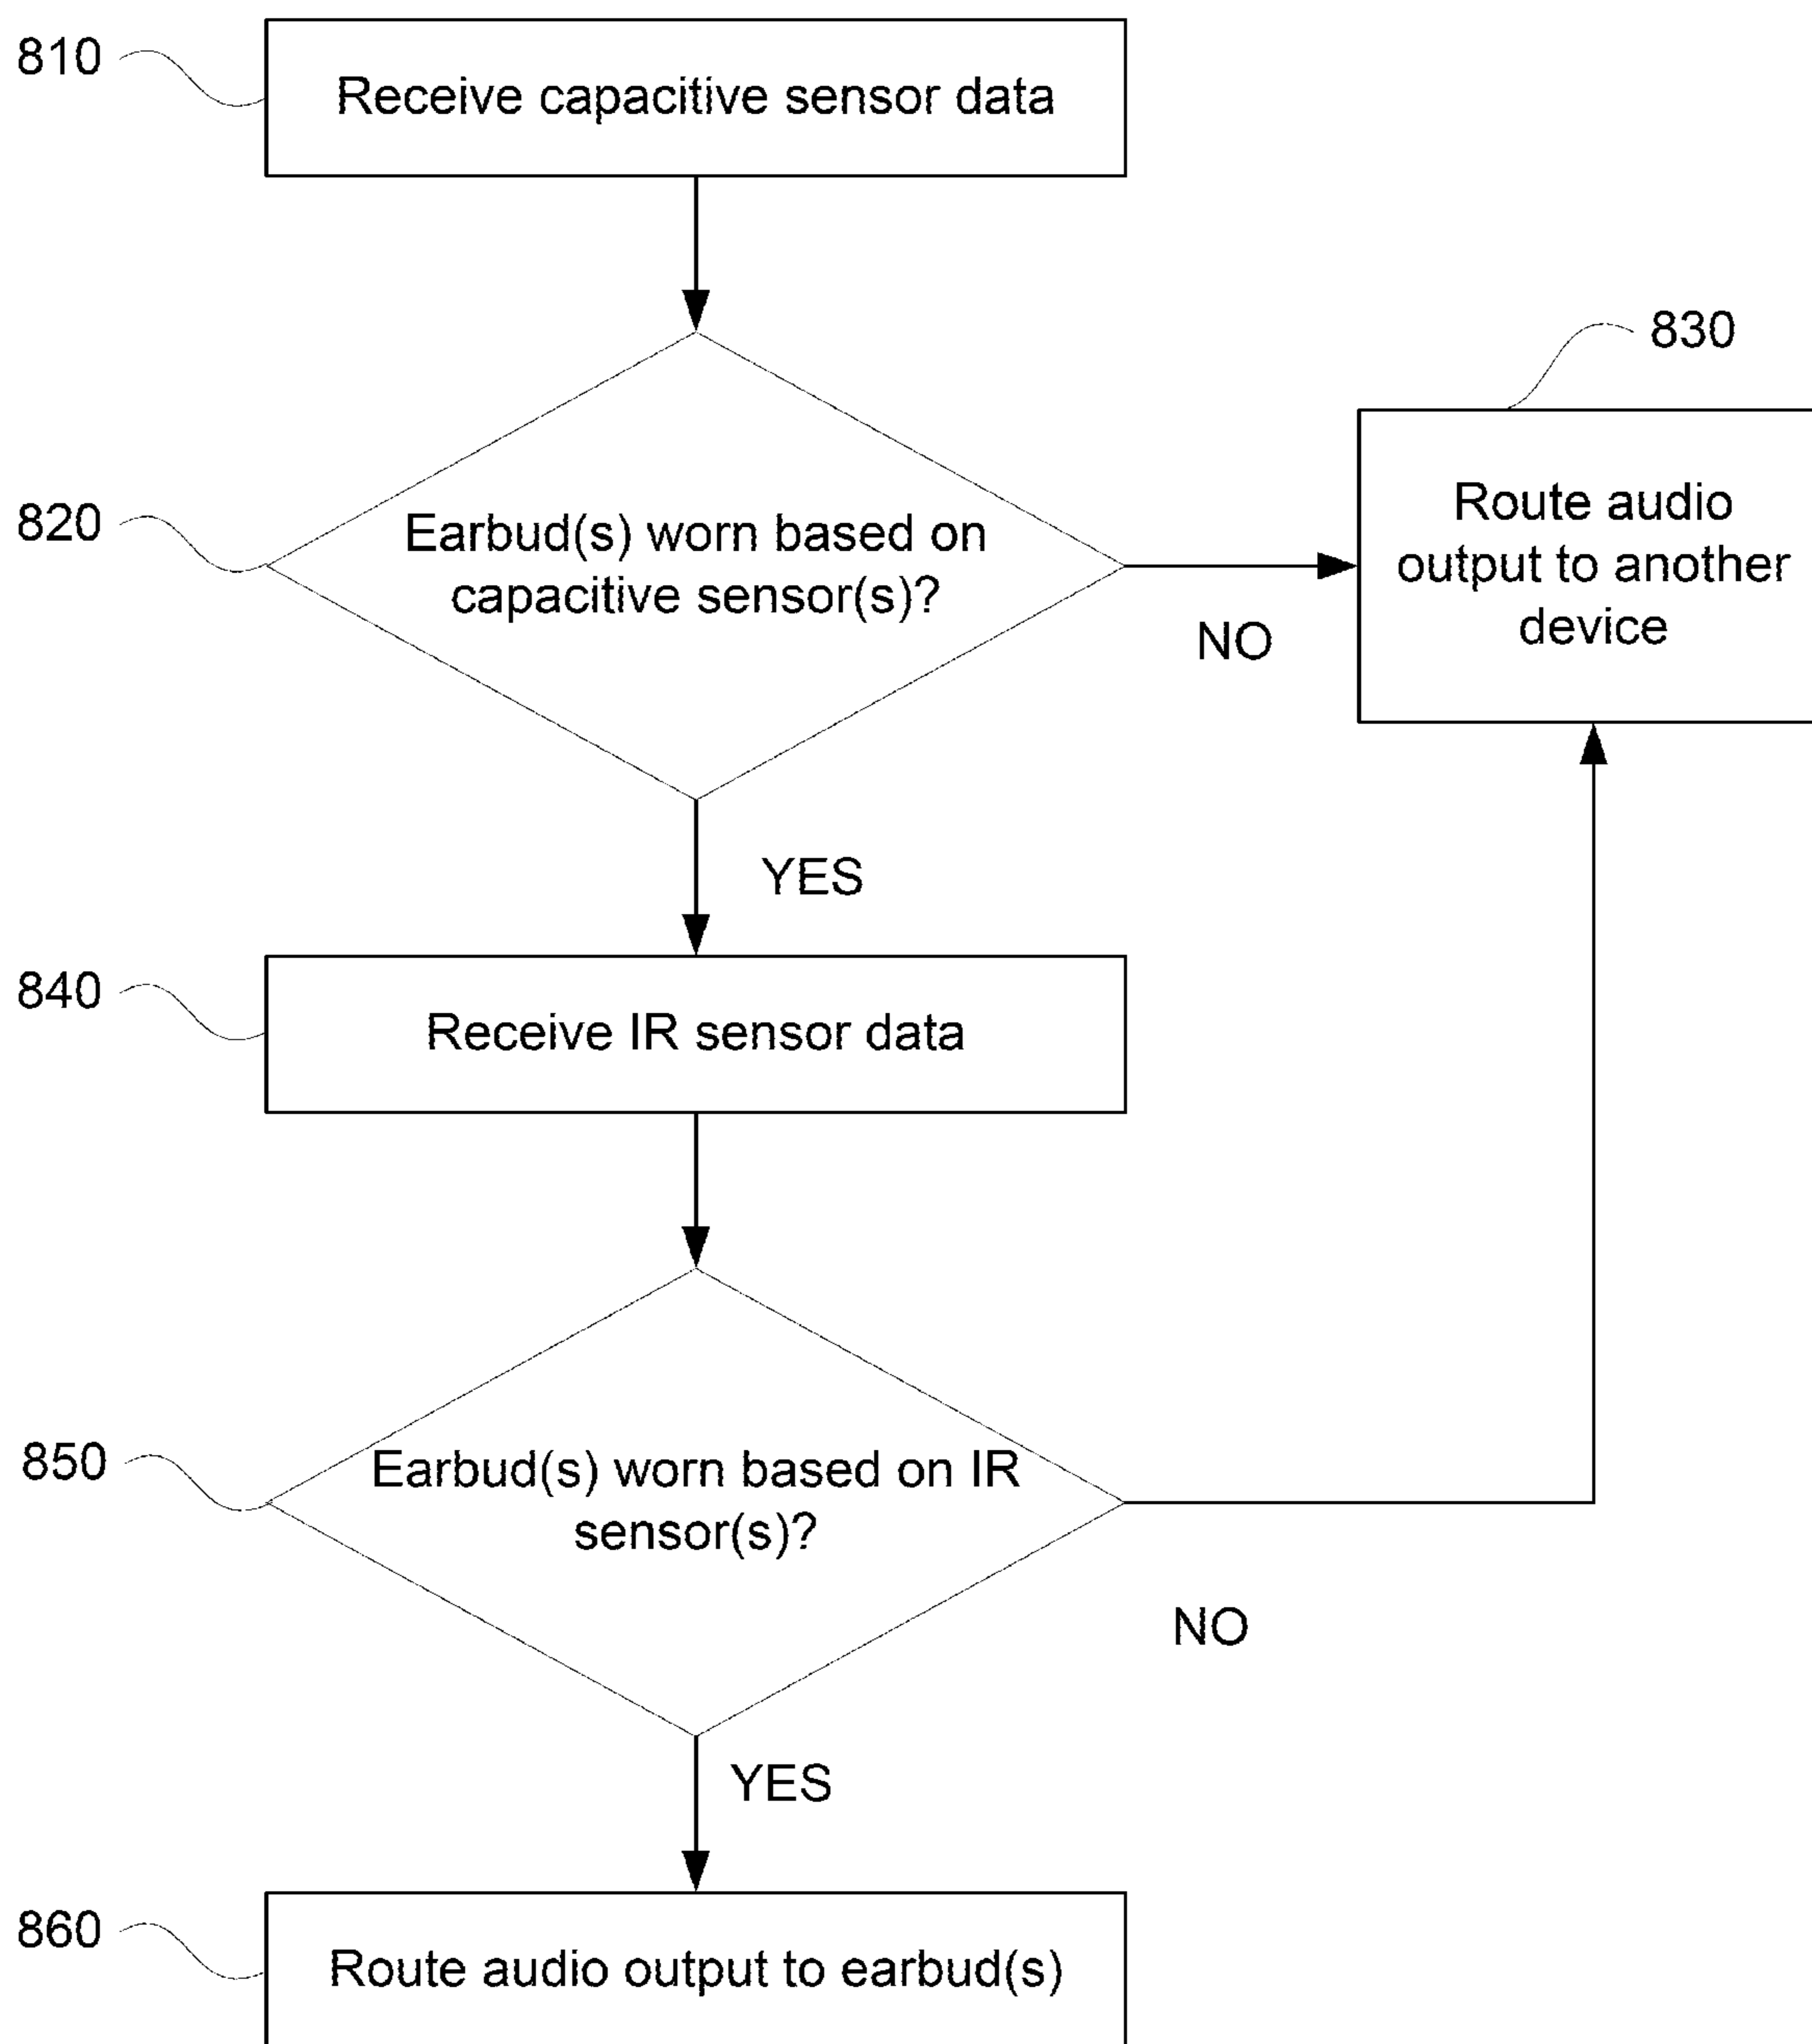 810
Receive capacitive sensor data
830
820
Earbud(s) worn based on
capacitive sensor(s)?
Route audio
output to another
device
NO
YES
840
Receive IR sensor data
850
Earbud(s) worn based on IR
sensor(s)?
NO
YES
860
Route audio output to earbud(s)